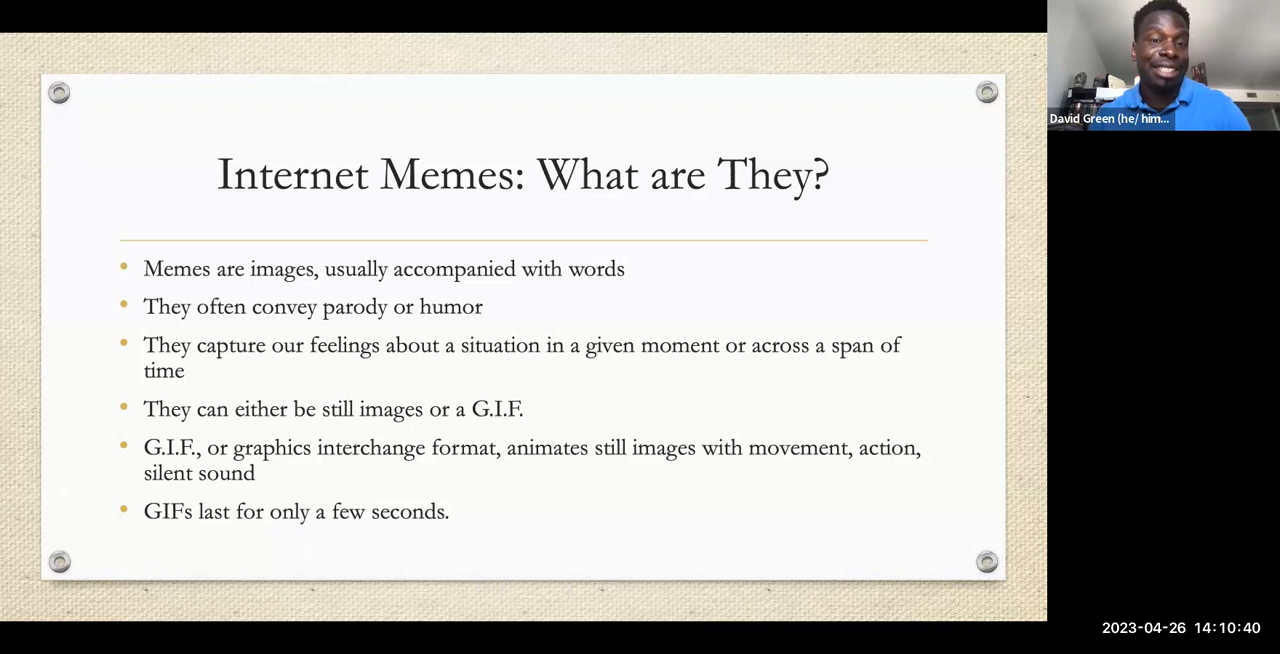 Internet Memes: What are They?
Memes are images, usually accompanied with words
They often convey parody or humor
They capture our feelings about a situation in a given moment or across a span of
time
They can either be still images or a G.I.F.
G.I.F., or graphics interchange format, animates still images with movement, action,
silent sound
GIFs last for only a few seconds.
David Green (he/ him...
2023-04-26 14:10:40